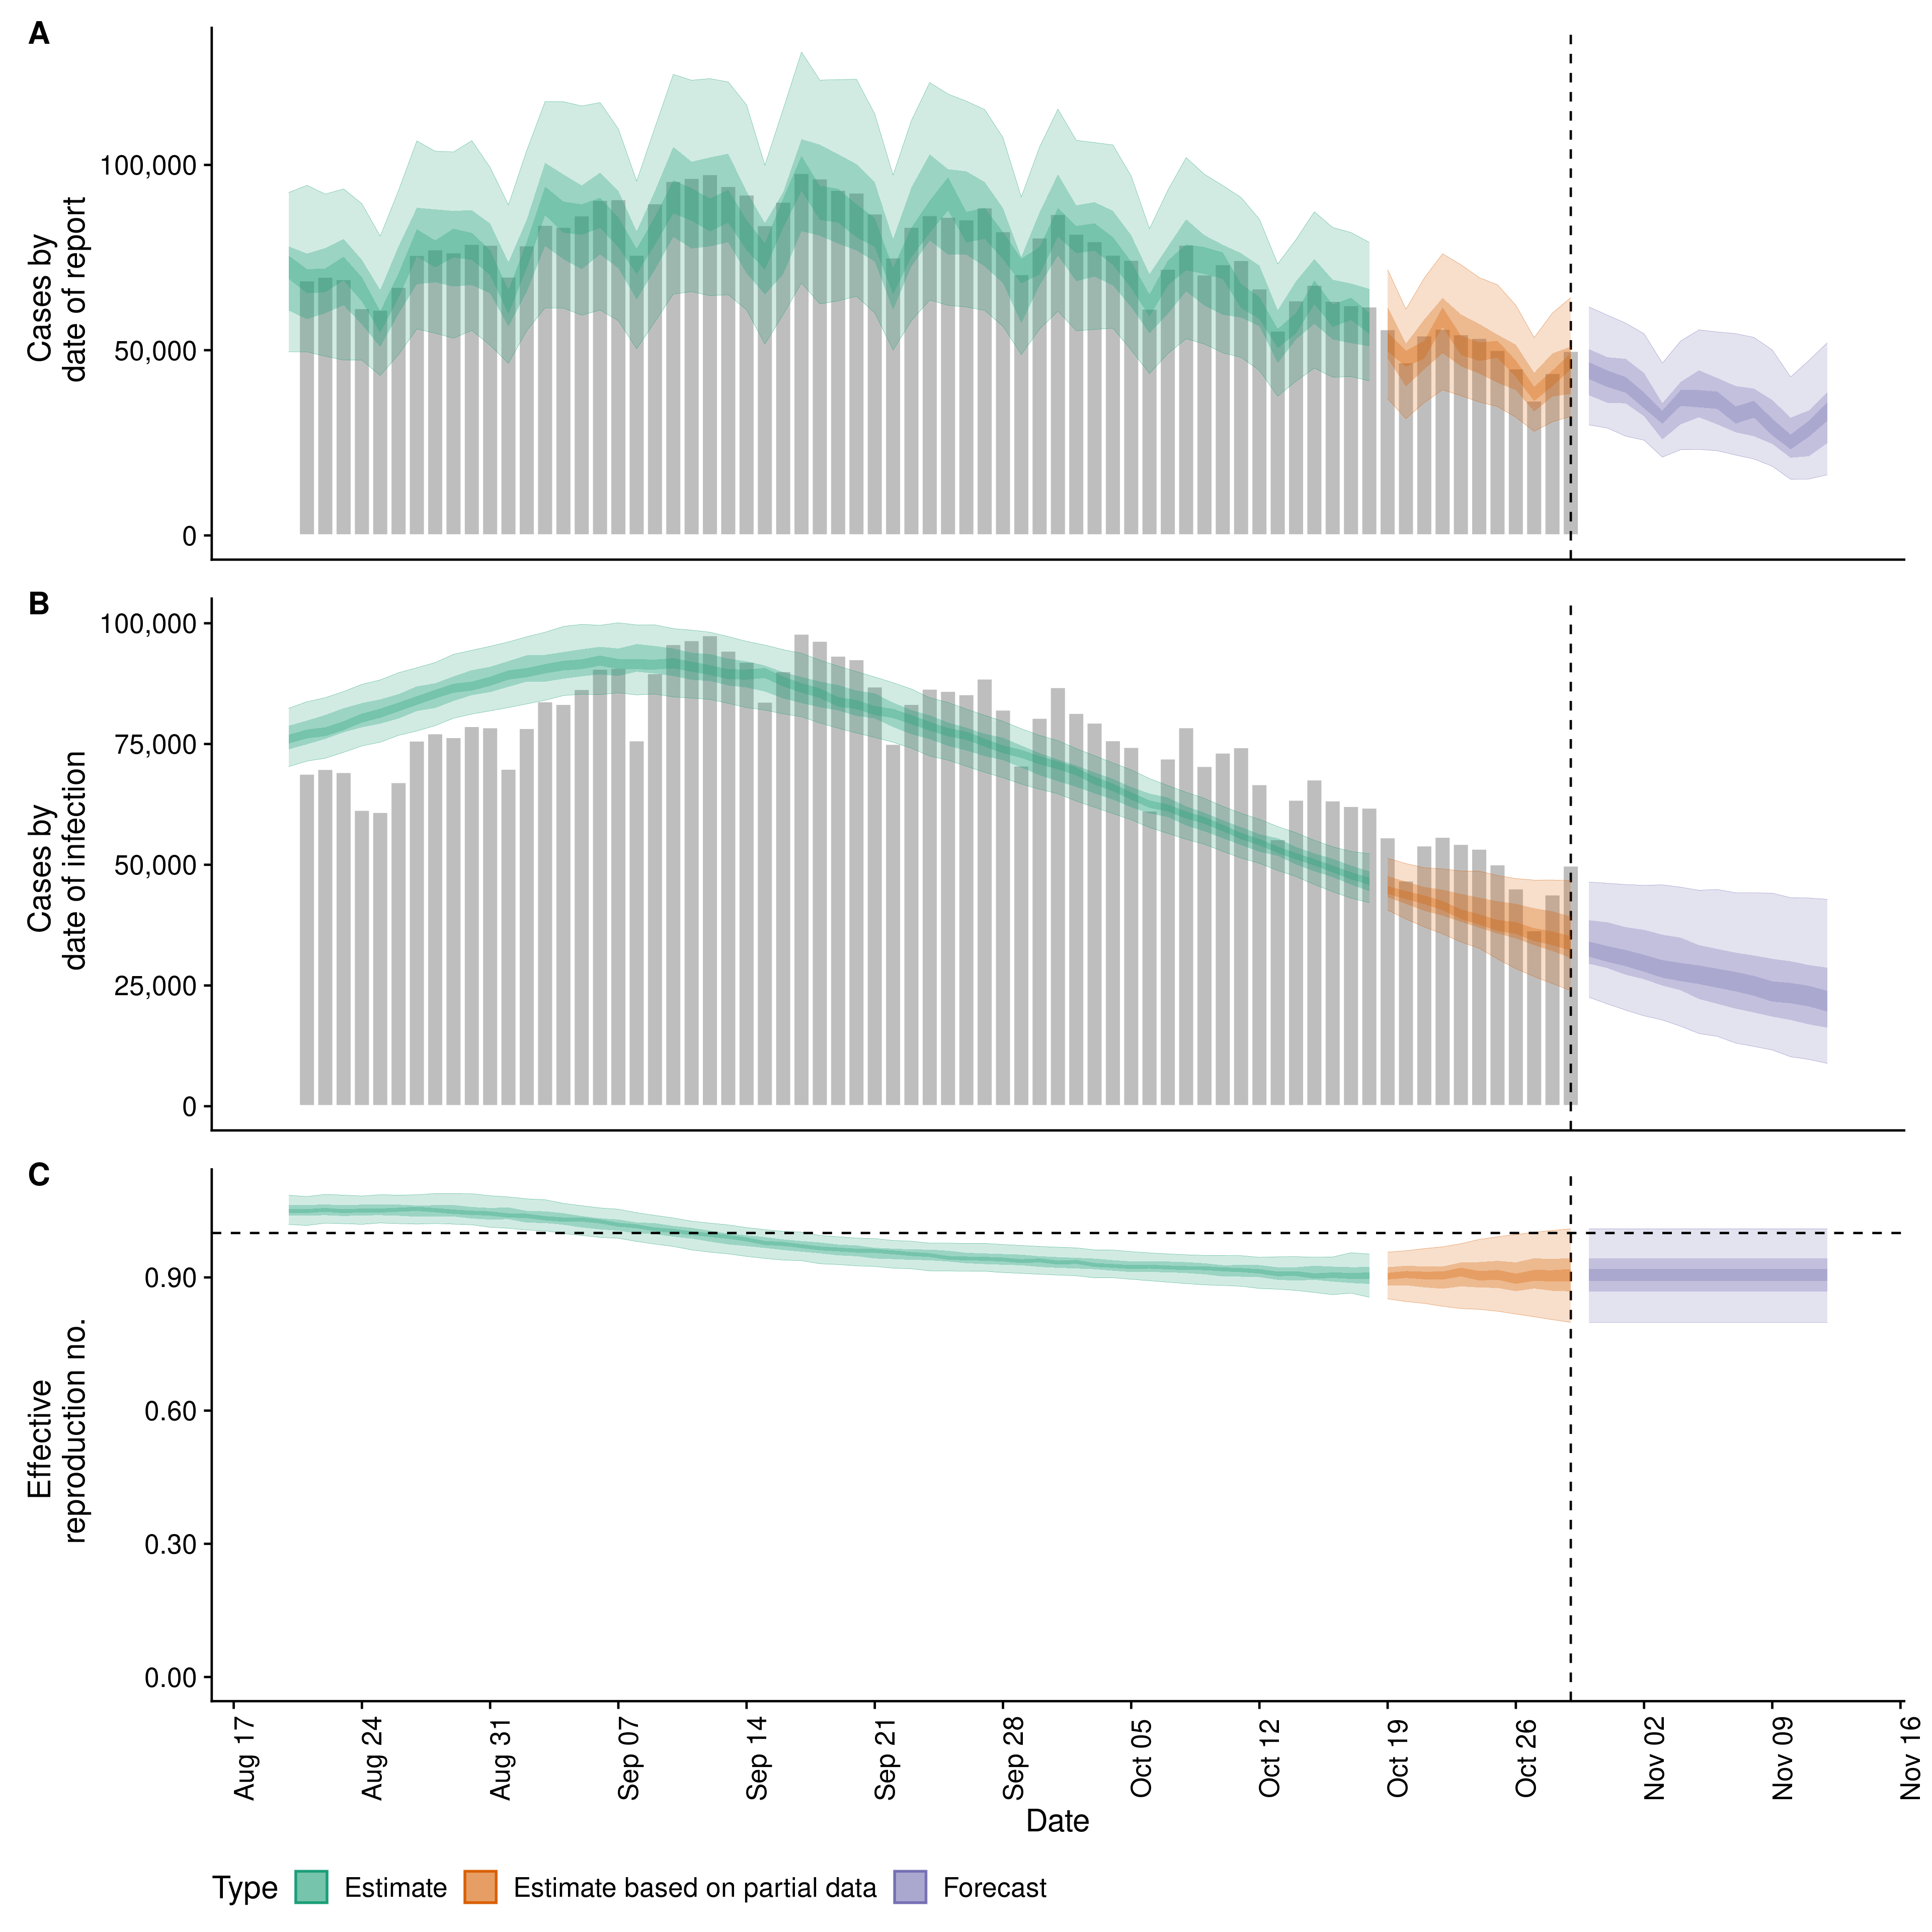 A
Cases by
date of report
100,000
50,000
0
B
Cases by
date of infection
100,000
75,000
50,000
25,000
0
C
Effective
reproduction no.
0.90
0.60
0.30
0.00
Aug 17
Aug 24
Aug 31
Sep 07
Sep 14
Sep 21
Sep 28
Oct 05
Oct 12
Oct 19
Oct 26
Nov 02
Nov 09
Nov 16
Date
Type Estimate Estimate based on partial data Forecast